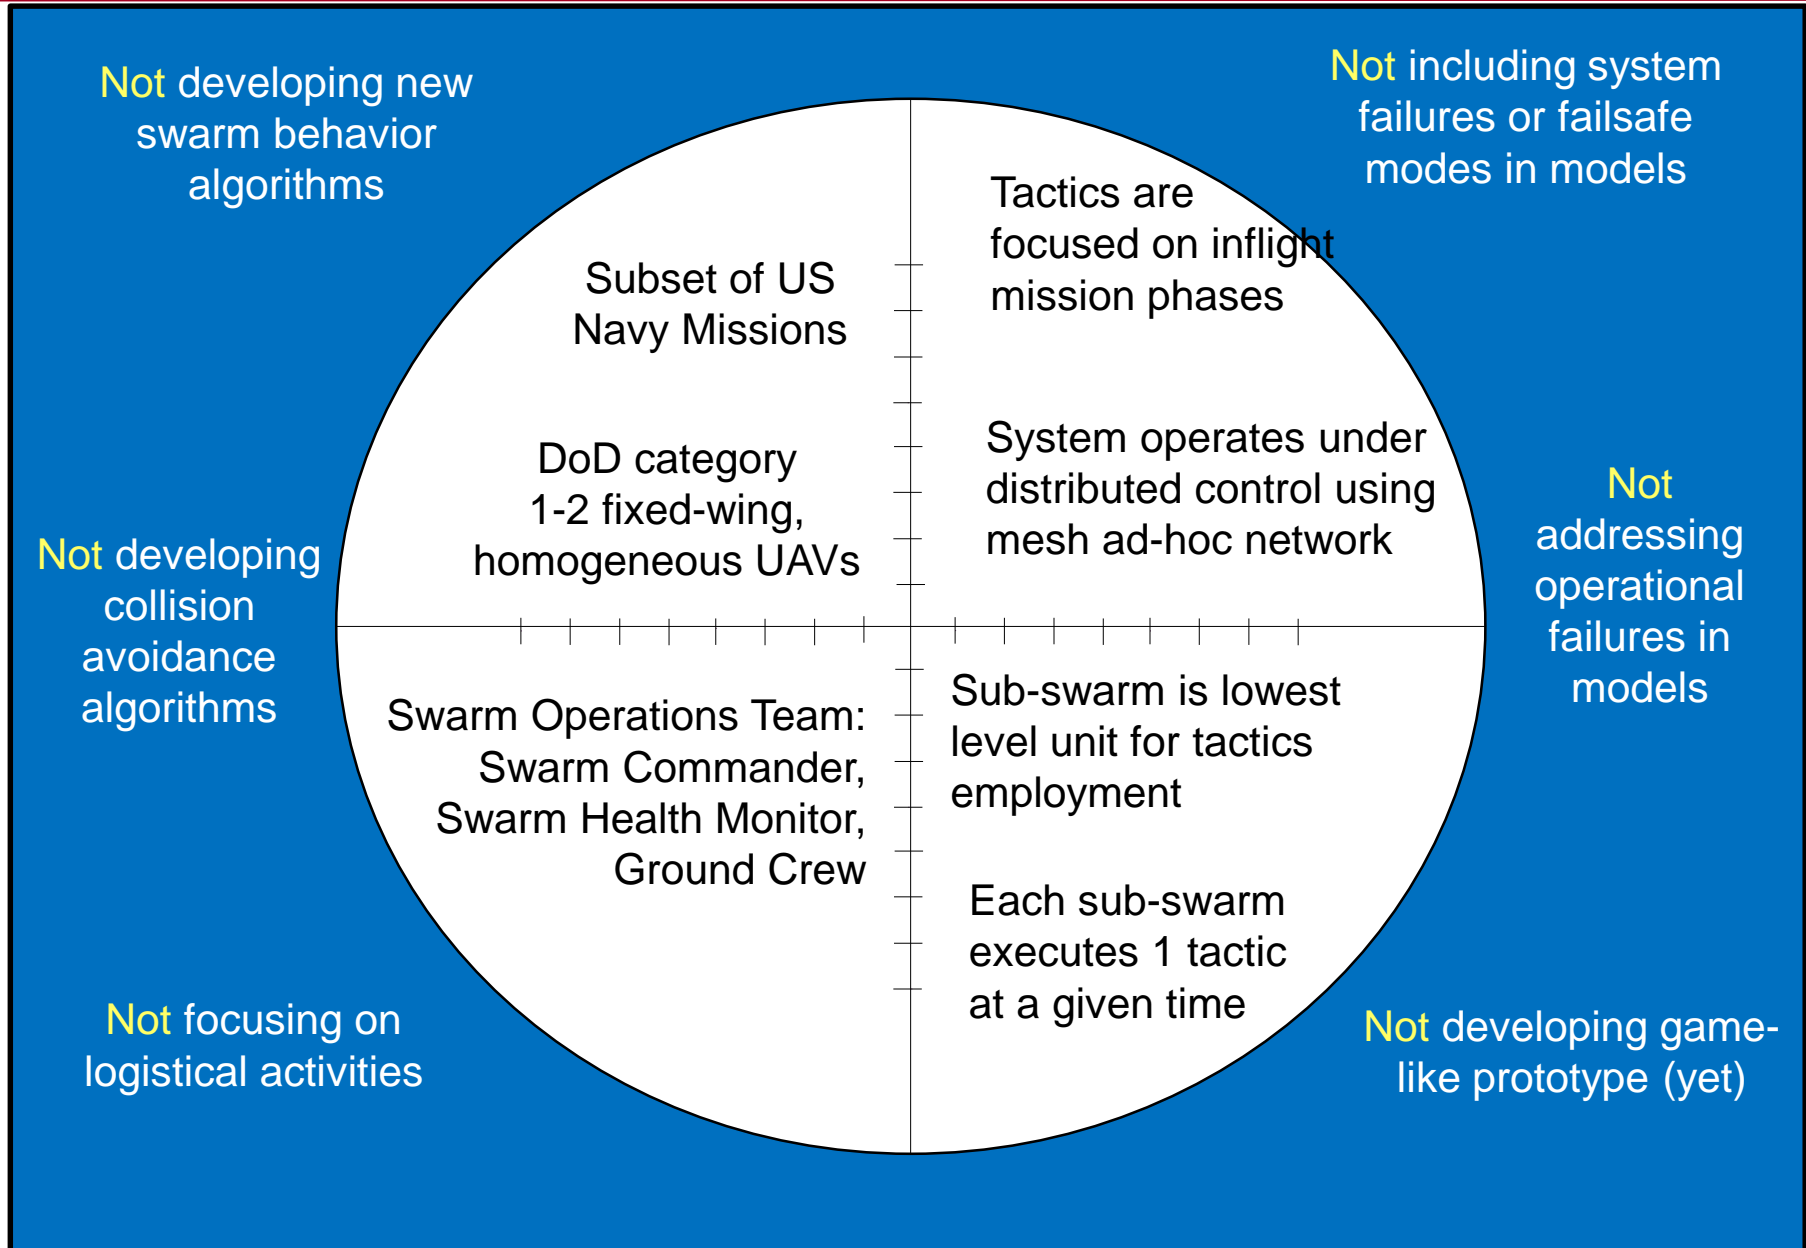 Not developing new
swarm behavior
algorithms
Not including system
failures or failsafe
modes in models
Subset of US
Navy Missions
Tactics are
focused on inflight
mission phases
DoD category
1-2 fixed-wing,
homogeneous UAVs
System operates under
distributed control using
mesh ad-hoc network
Not developing
collision
avoidance
algorithms
Not
addressing
operational
failures in
models
Swarm Operations Team:
Swarm Commander,
Swarm Health Monitor,
Ground Crew
Sub-swarm is lowest
level unit for tactics
employment
Each sub-swarm
executes 1 tactic
at a given time
Not focusing on
logistical activities
Not developing game-
like prototype (yet)